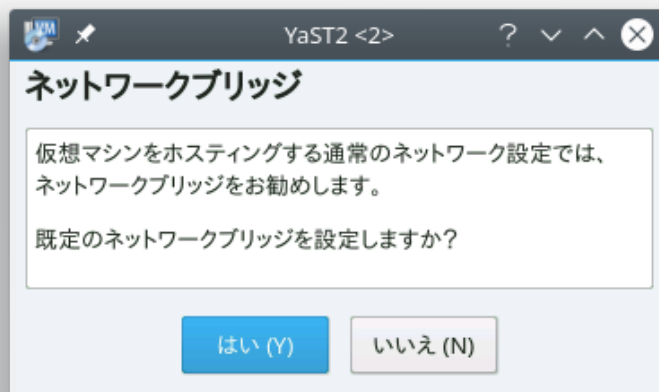 YaST2 <2>
ネットワークブリッジ
仮想マシンをホスティングする通常のネットワーク設定では、
ネットワークブリッジをお勧めします。
既定のネットワークブリッジを設定しますか?
はい (Y)
いいえ (N)